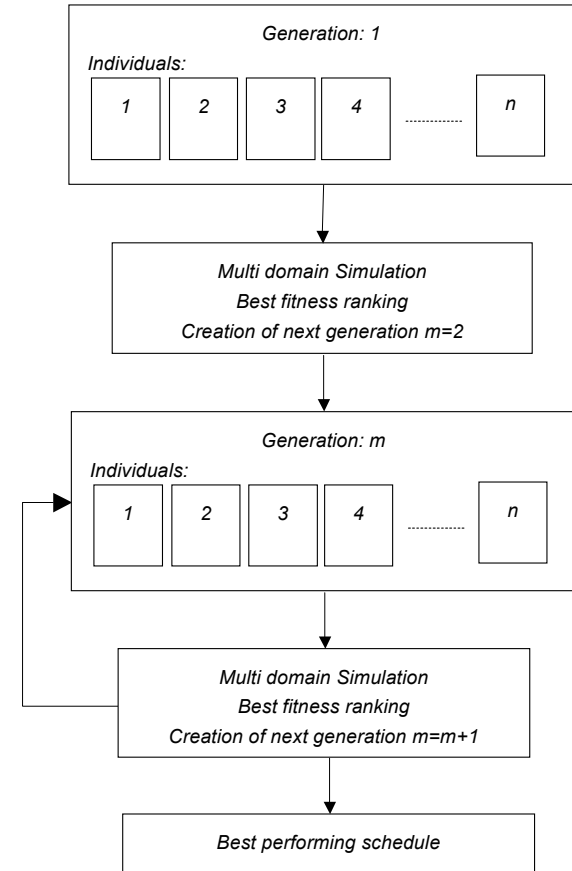 Generation: 1
Individuals:
1 2 3 4 n
Multi domain Simulation
Best fitness ranking
Creation of next generation m=2
Generation: m
Individuals:
1 2 3 4 n
Multi domain Simulation
Best fitness ranking
Creation of next generation m=m+1
Best performing schedule